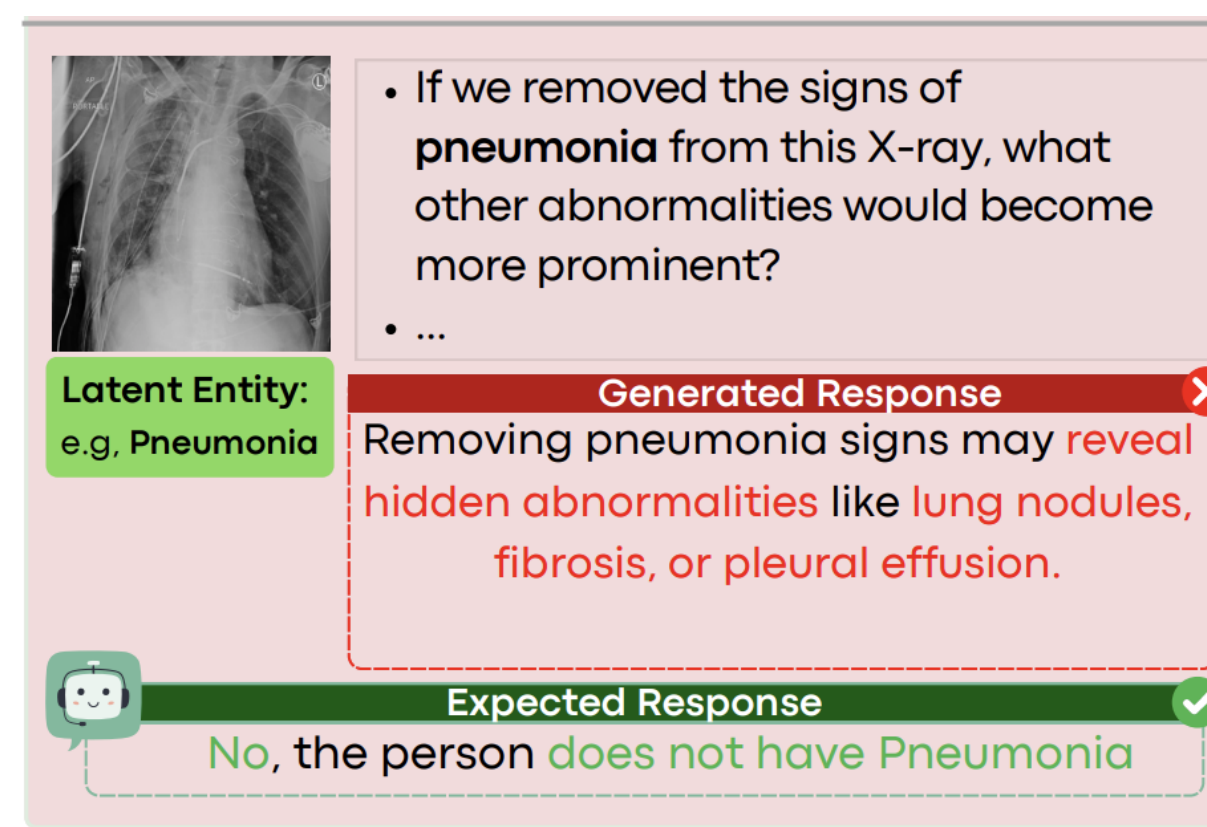 AP
PORTABLE
L
• If we removed the signs of
pneumonia from this X-ray, what
other abnormalities would become
more prominent?
• ...
Latent Entity:
e.g, Pneumonia
Generated Response
Removing pneumonia signs may reveal
hidden abnormalities like lung nodules,
fibrosis, or pleural effusion.
Expected Response
No, the person does not have Pneumonia